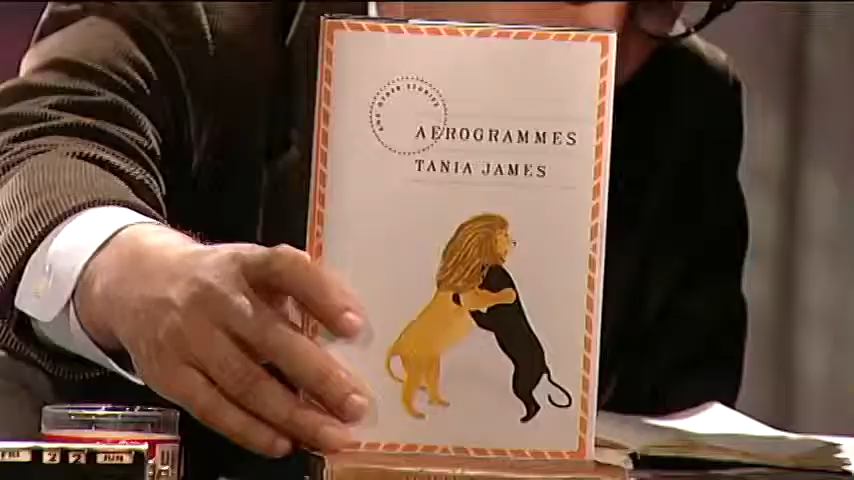 AND OTHER STORIES
AEROGRAMMES
TANIA JAMES
FRI 22 JUN